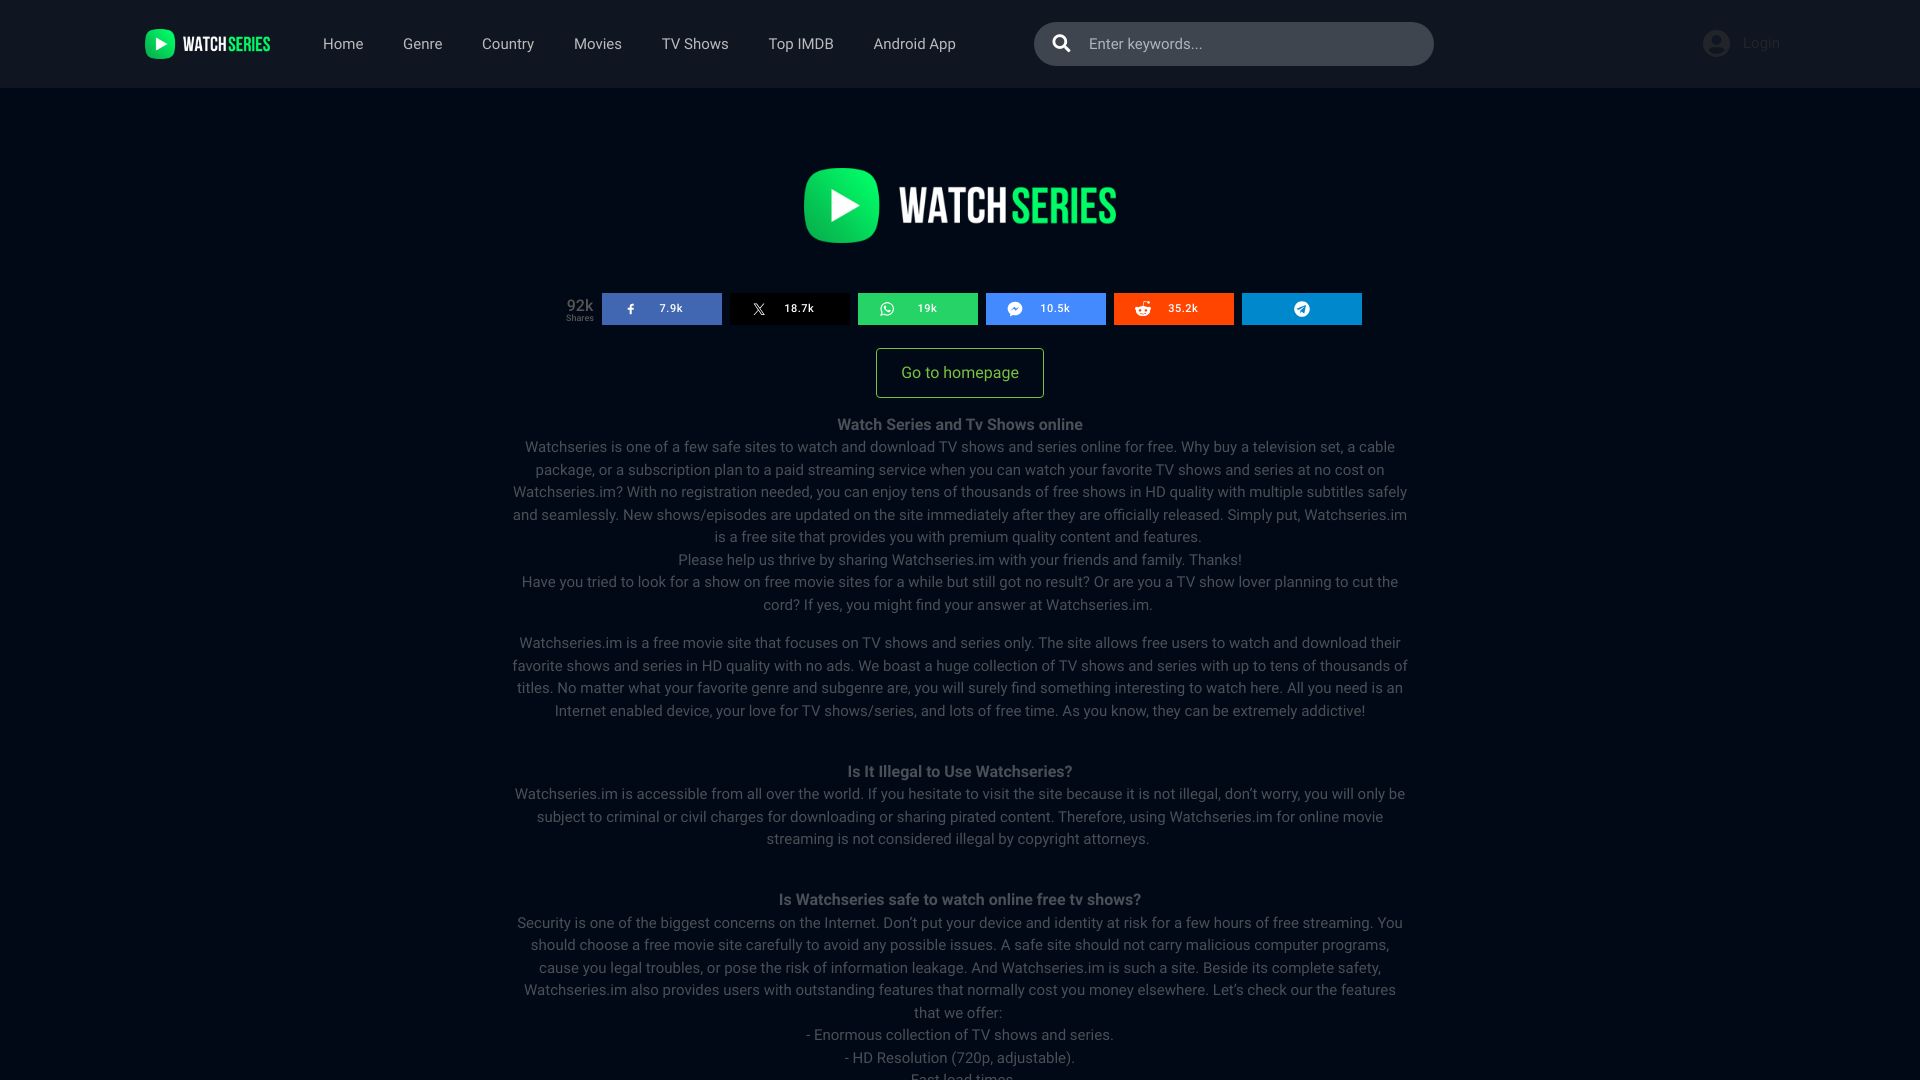 WATCHSERIES Home Genre Country Movies TV Shows Top IMDB Android App Enter keywords... Login
WATCHSERIES
92k
Shares
7.9k 18.7k 19k 10.5k 35.2k
Go to homepage
Watch Series and Tv Shows online
Watchseries is one of a few safe sites to watch and download TV shows and series online for free. Why buy a television set, a cable
package, or a subscription plan to a paid streaming service when you can watch your favorite TV shows and series at no cost on
Watchseries.im? With no registration needed, you can enjoy tens of thousands of free shows in HD quality with multiple subtitles safely
and seamlessly. New shows/episodes are updated on the site immediately after they are officially released. Simply put, Watchseries.im
is a free site that provides you with premium quality content and features.
Please help us thrive by sharing Watchseries.im with your friends and family. Thanks!
Have you tried to look for a show on free movie sites for a while but still got no result? Or are you a TV show lover planning to cut the
cord? If yes, you might find your answer at Watchseries.im.
Watchseries.im is a free movie site that focuses on TV shows and series only. The site allows free users to watch and download their
favorite shows and series in HD quality with no ads. We boast a huge collection of TV shows and series with up to tens of thousands of
titles. No matter what your favorite genre and subgenre are, you will surely find something interesting to watch here. All you need is an
Internet enabled device, your love for TV shows/series, and lots of free time. As you know, they can be extremely addictive!
Is It Illegal to Use Watchseries?
Watchseries.im is accessible from all over the world. If you hesitate to visit the site because it is not illegal, don’t worry, you will only be
subject to criminal or civil charges for downloading or sharing pirated content. Therefore, using Watchseries.im for online movie
streaming is not considered illegal by copyright attorneys.
Is Watchseries safe to watch online free tv shows?
Security is one of the biggest concerns on the Internet. Don’t put your device and identity at risk for a few hours of free streaming. You
should choose a free movie site carefully to avoid any possible issues. A safe site should not carry malicious computer programs,
cause you legal troubles, or pose the risk of information leakage. And Watchseries.im is such a site. Beside its complete safety,
Watchseries.im also provides users with outstanding features that normally cost you money elsewhere. Let’s check our the features
that we offer:
- Enormous collection of TV shows and series.
- HD Resolution (720p, adjustable).
- Fast load times